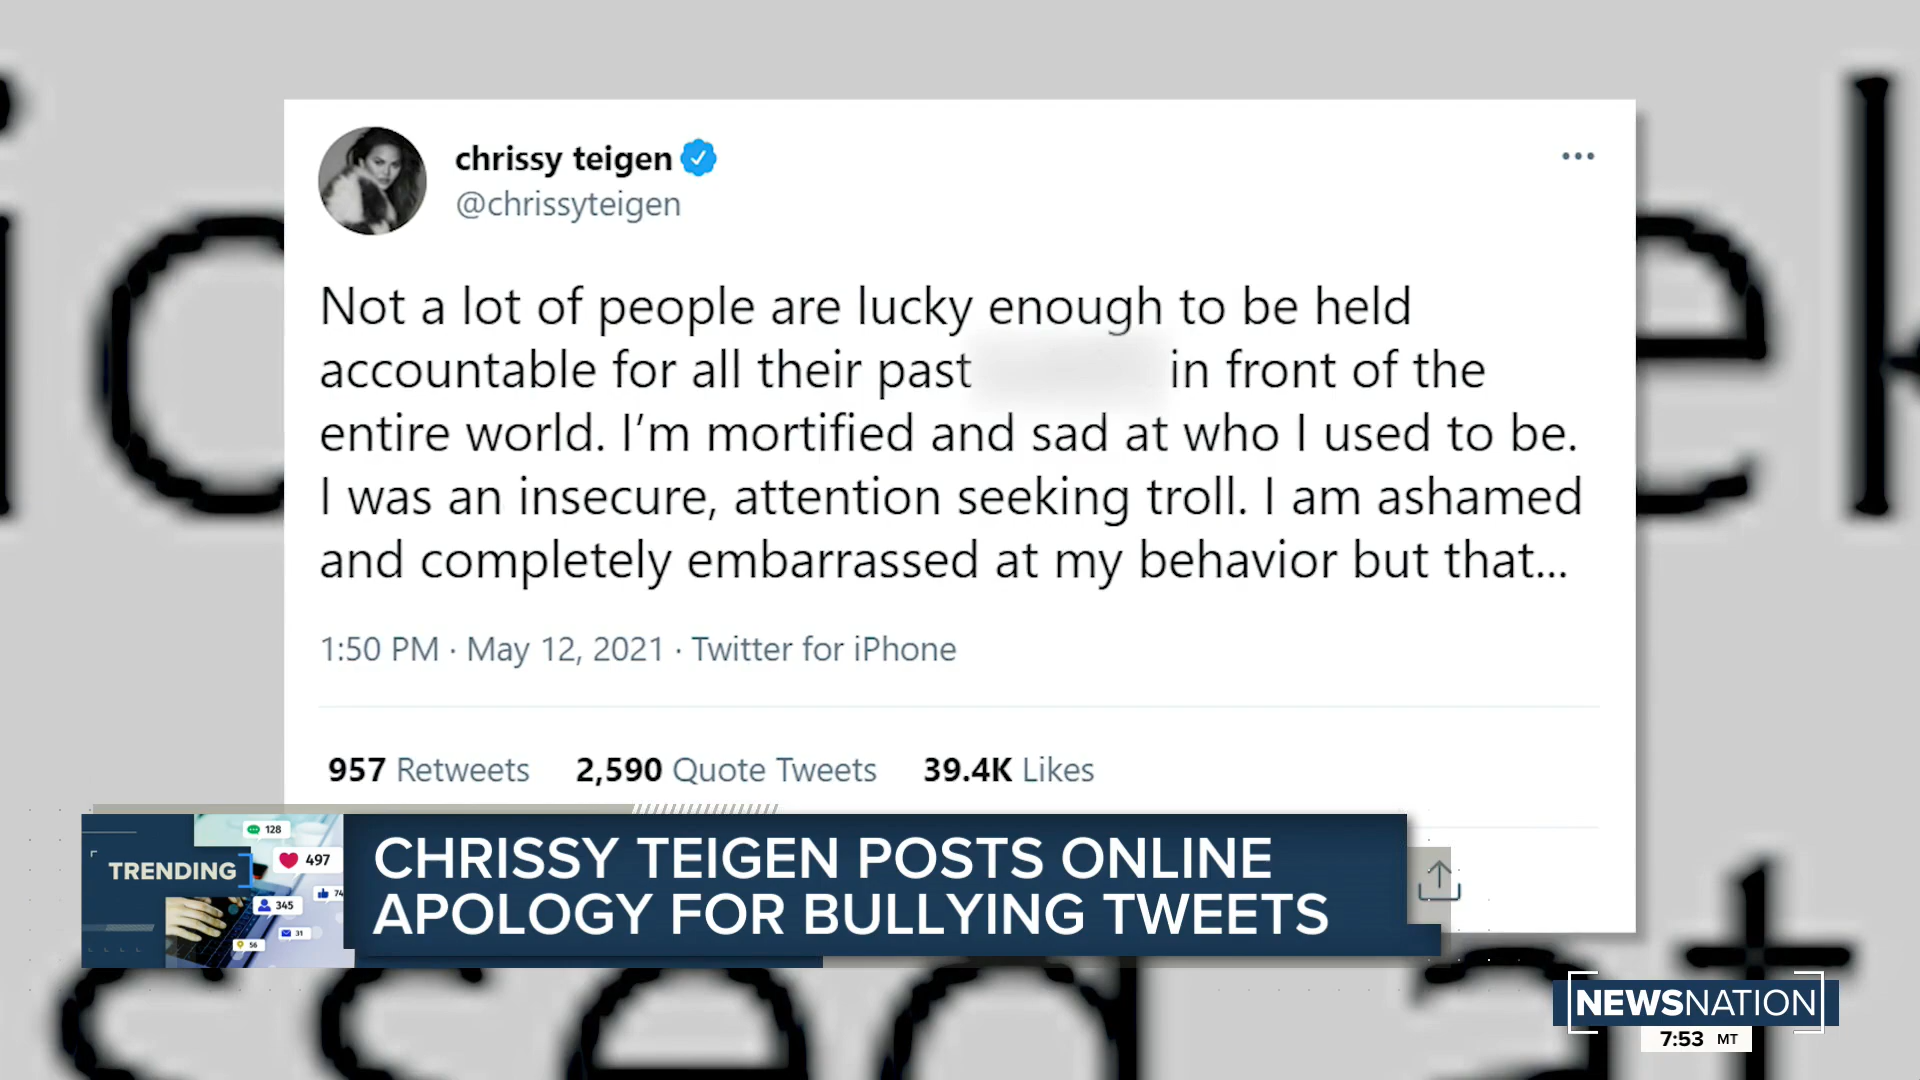 chrissy teigen
@chrissyteigen
Not a lot of people are lucky enough to be held
accountable for all their past in front of the
entire world. I’m mortified and sad at who I used to be.
I was an insecure, attention seeking troll. I am ashamed
and completely embarrassed at my behavior but that...
1:50 PM · May 12, 2021 · Twitter for iPhone
957 Retweets 2,590 Quote Tweets 39.4K Likes
TRENDING
128
497
74
345
31
56
CHRISSY TEIGEN POSTS ONLINE
APOLOGY FOR BULLYING TWEETS
NEWSNATION
7:53 MT